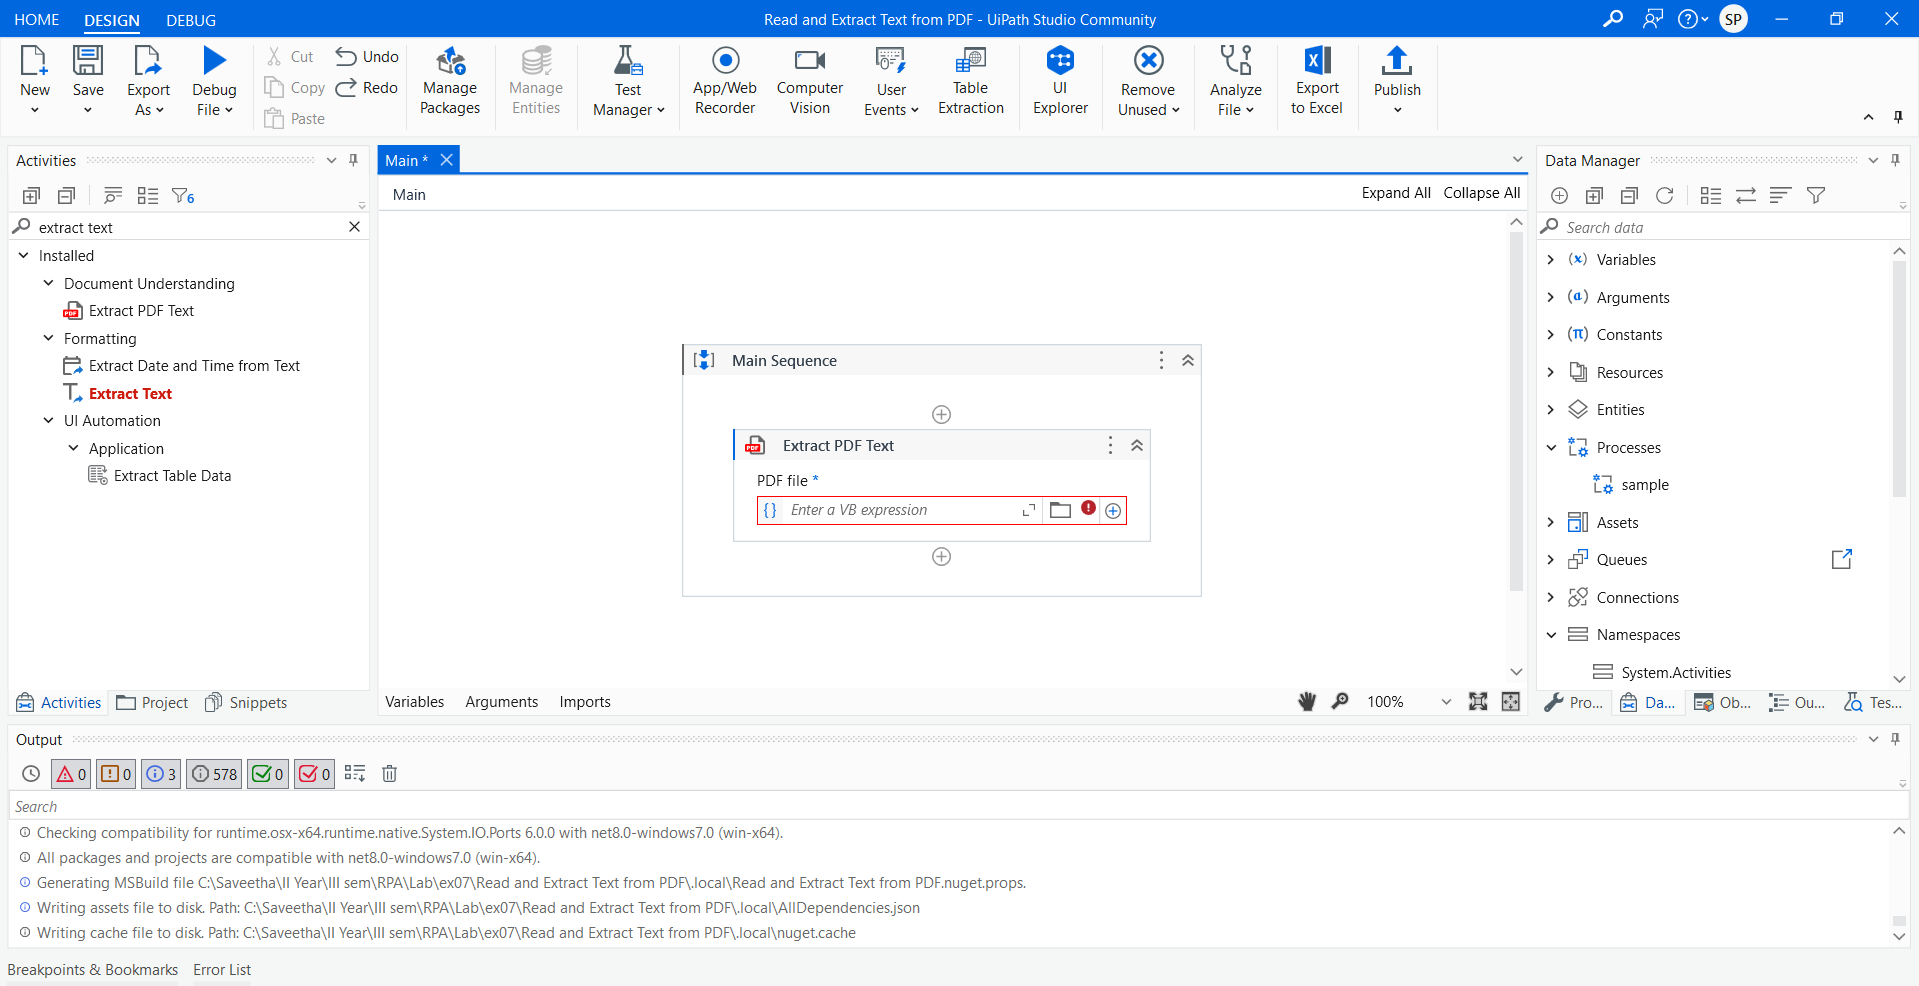 HOME DESIGN DEBUG Read and Extract Text from PDF - UiPath Studio Community SP
New Save Export As Debug File Cut Copy Paste Undo Redo Manage Packages Manage Entities Test Manager App/Web Recorder Computer Vision User Events Table Extraction UI Explorer Remove Unused Analyze File Export to Excel Publish
Activities
6
extract text
Installed
Document Understanding
Extract PDF Text
Formatting
Extract Date and Time from Text
Extract Text
UI Automation
Application
Extract Table Data
Activities Project Snippets
Main *
Main Expand All Collapse All
Main Sequence
Extract PDF Text
PDF file *
{} Enter a VB expression
Variables Arguments Imports 100%
Data Manager
Search data
(x) Variables
(a) Arguments
(π) Constants
Resources
Entities
Processes
sample
Assets
Queues
Connections
Namespaces
System.Activities
Pro... Da... Ob... Ou... Tes...
Output
0 0 3 578 0 0
Search
Checking compatibility for runtime.osx-x64.runtime.native.System.IO.Ports 6.0.0 with net8.0-windows7.0 (win-x64).
All packages and projects are compatible with net8.0-windows7.0 (win-x64).
Generating MSBuild file C:\Saveetha\II Year\III sem\RPA\Lab\ex07\Read and Extract Text from PDF\.local\Read and Extract Text from PDF.nuget.props.
Writing assets file to disk. Path: C:\Saveetha\II Year\III sem\RPA\Lab\ex07\Read and Extract Text from PDF\.local\AllDependencies.json
Writing cache file to disk. Path: C:\Saveetha\II Year\III sem\RPA\Lab\ex07\Read and Extract Text from PDF\.local\nuget.cache
Breakpoints & Bookmarks Error List